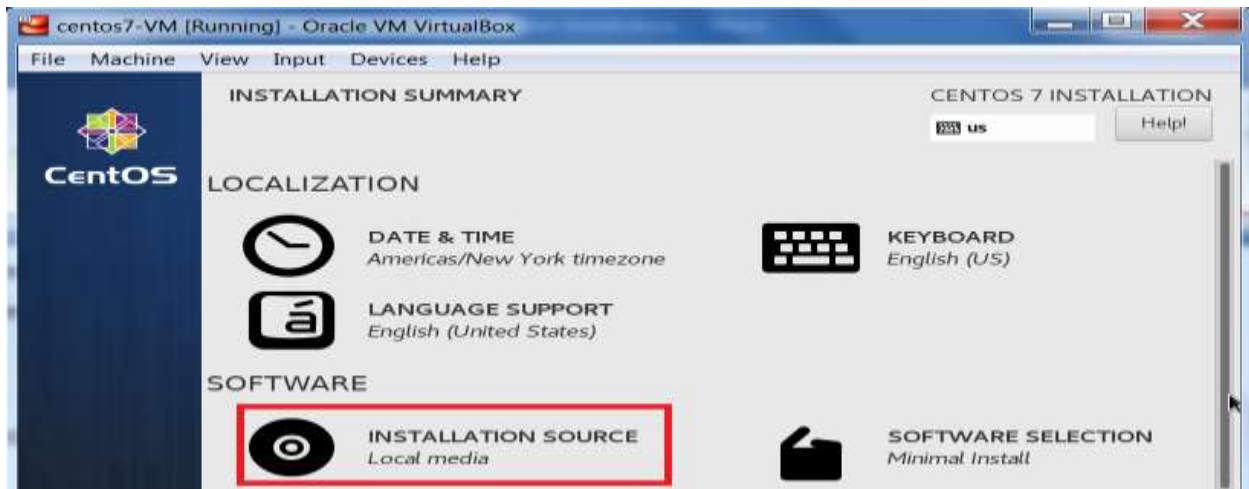 centos7-VM [Running] - Oracle VM VirtualBox
File Machine View Input Devices Help
INSTALLATION SUMMARY
CENTOS 7 INSTALLATION
us
Help!
CentOS
LOCALIZATION
DATE & TIME
Americas/New York timezone
KEYBOARD
English (US)
á
LANGUAGE SUPPORT
English (United States)
SOFTWARE
INSTALLATION SOURCE
Local media
SOFTWARE SELECTION
Minimal Install